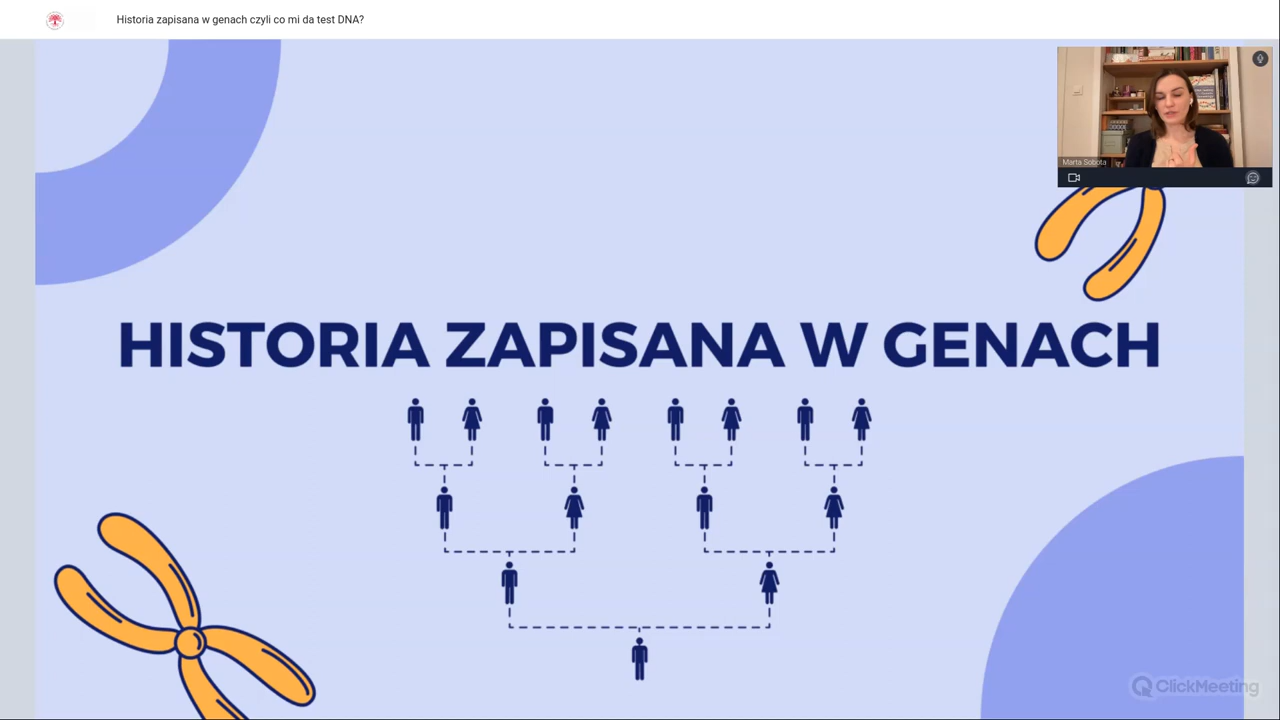 Historia zapisana w genach czyli co mi da test DNA?
Marta Sobota
HISTORIA ZAPISANA W GENACH
ClickMeeting